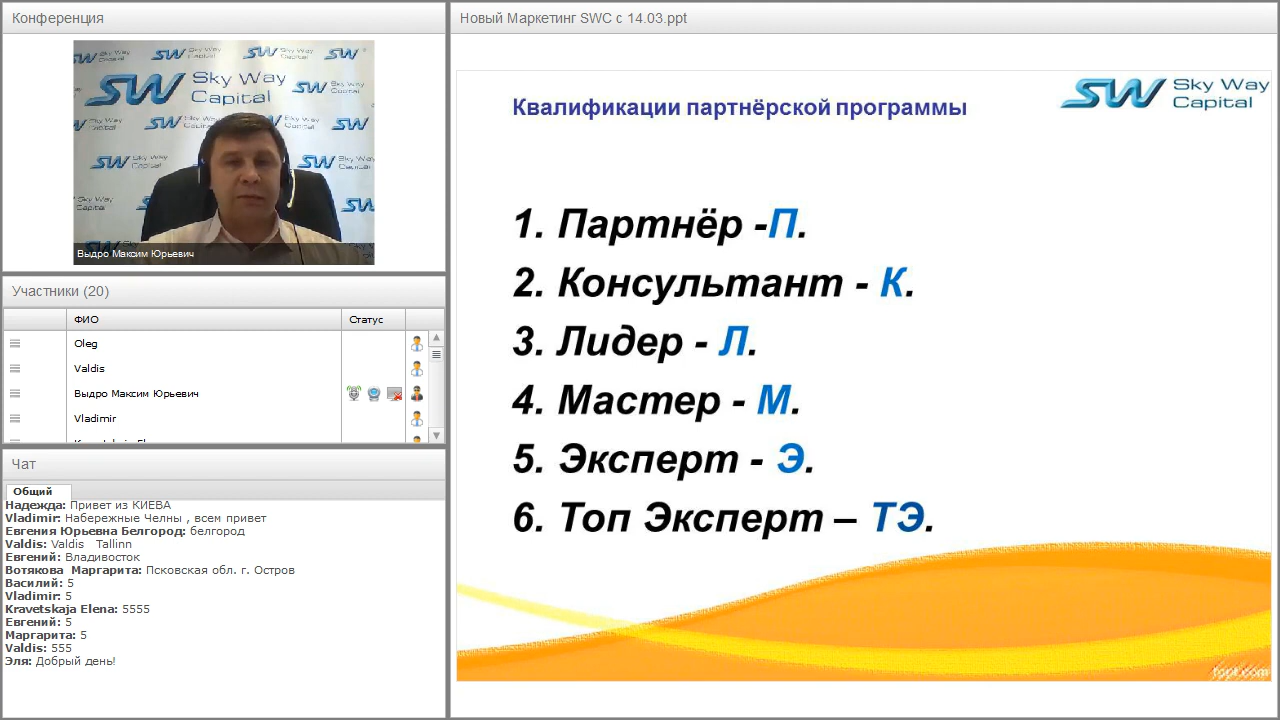 Конференция
SW Sky Way Capital
Sky Way
Capital
Выдро Максим Юрьевич
Участники (20)
ФИО Статус
Oleg
Valdis
Выдро Максим Юрьевич
Vladimir
Чат
Общий
Надежда: Привет из КИЕВА
Vladimir: Набережные Челны , всем привет
Евгения Юрьевна Белгород: белгород
Valdis: Valdis Tallinn
Евгений: Владивосток
Вотякова Маргарита: Псковская обл. г. Остров
Василий: 5
Vladimir: 5
Kravetskaja Elena: 5555
Евгений: 5
Маргарита: 5
Valdis: 555
Эля: Добрый день!
Новый Маркетинг SWC с 14.03.ppt
SW Sky Way
Capital
Квалификации партнёрской программы
1. Партнёр -П.
2. Консультант - К.
3. Лидер - Л.
4. Мастер - М.
5. Эксперт - Э.
6. Топ Эксперт – ТЭ.
fppt.com